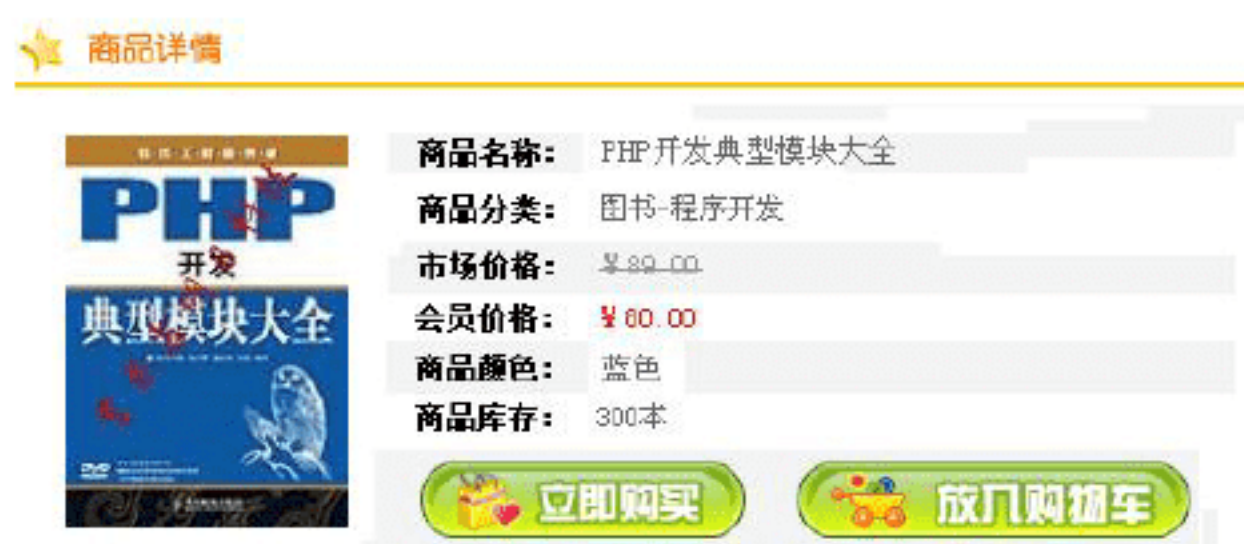 商品详情
PHP
开发
典型模块大全
DVD
商品名称： PHP开发典型模块大全
商品分类： 图书-程序开发
市场价格： ￥89.00
会员价格： ￥60.00
商品颜色： 蓝色
商品库存： 300本
立即购买 放入购物车